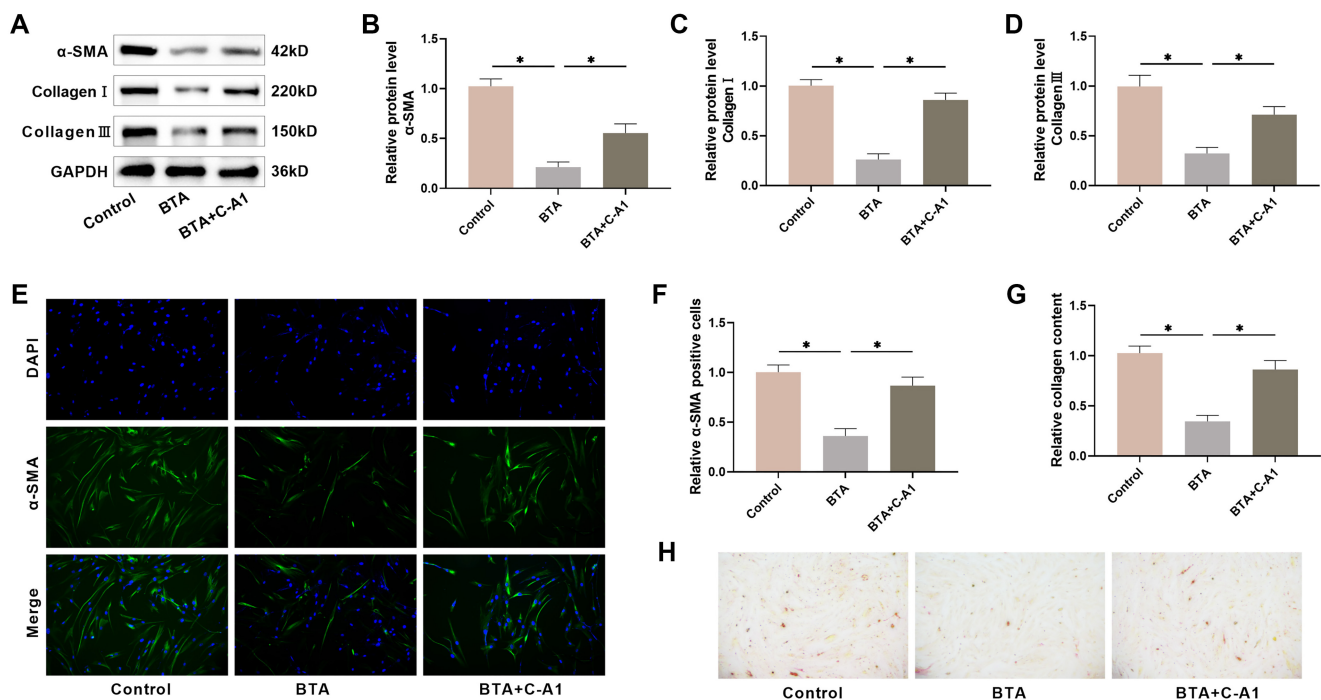 A
α-SMA
42kD
Collagen Ⅰ
220kD
Collagen Ⅲ
150kD
GAPDH
36kD
Control
BTA
BTA+C-A1
B
Relative protein level
α-SMA
1.5
1.0
0.5
0.0
*
*
Control
BTA
BTA+C-A1
C
Relative protein level
Collagen Ⅰ
1.5
1.0
0.5
0.0
*
*
Control
BTA
BTA+C-A1
D
Relative protein level
Collagen Ⅲ
1.5
1.0
0.5
0.0
*
*
Control
BTA
BTA+C-A1
E
DAPI
α-SMA
Merge
Control
BTA
BTA+C-A1
F
Relative α-SMA positive cells
1.5
1.0
0.5
0.0
*
*
Control
BTA
BTA+C-A1
G
Relative collagen content
1.5
1.0
0.5
0.0
*
*
Control
BTA
BTA+C-A1
H
Control
BTA
BTA+C-A1